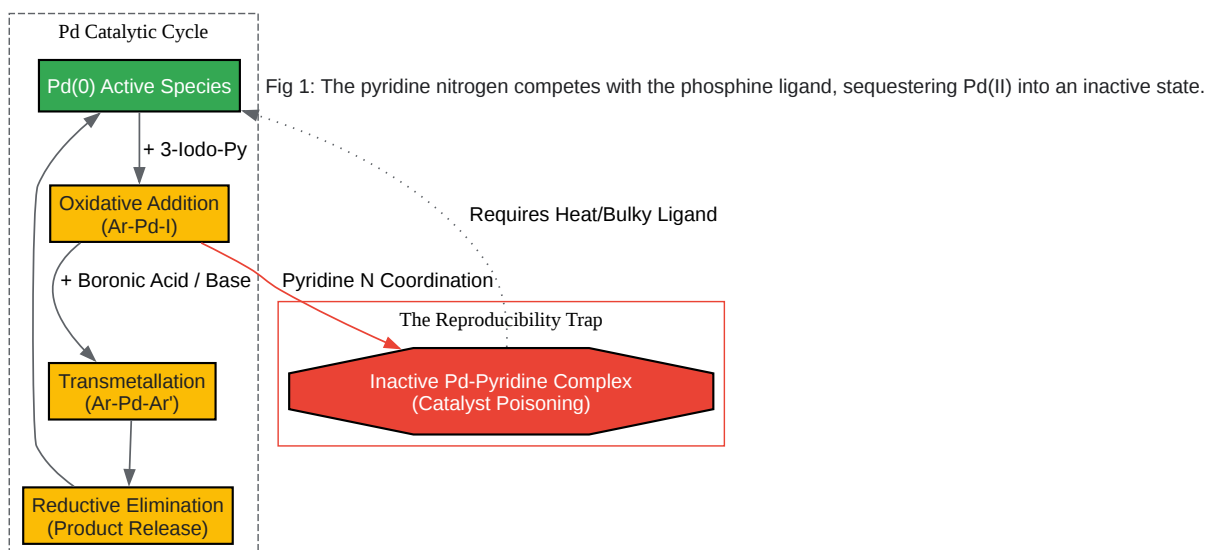 Pd Catalytic Cycle
Pd(0) Active Species
Fig 1: The pyridine nitrogen competes with the phosphine ligand, sequestering Pd(II) into an inactive state.
+ 3-Iodo-Py
Oxidative Addition
(Ar-Pd-I)
Requires Heat/Bulky Ligand
+ Boronic Acid / Base
Pyridine N Coordination
The Reproducibility Trap
Inactive Pd-Pyridine Complex
(Catalyst Poisoning)
Transmetallation
(Ar-Pd-Ar')
Reductive Elimination
(Product Release)